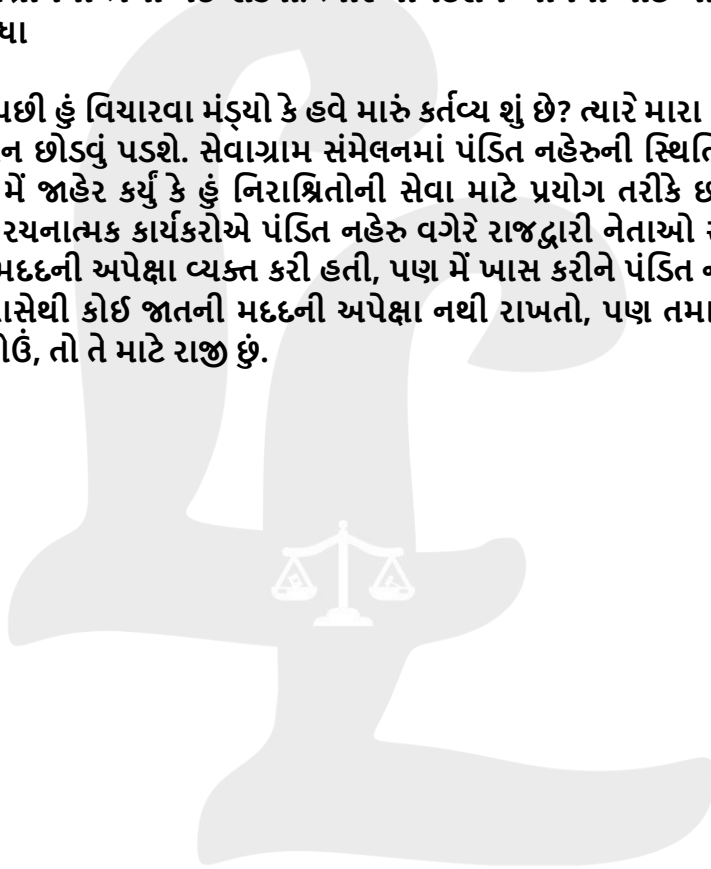 ધા
પછી હું વિચારવા મંડ્યો કે હવે મારું કર્તવ્ય શું છે? ત્યારે મારા
ન છોડવું પડશે. સેવાગ્રામ સંમેલનમાં પંડિત નહેરુની સ્થિતિ
મેં જાહેર કર્યું કે હું નિરાશ્રિતોની સેવા માટે પ્રયોગ તરીકે છ
રચનાત્મક કાર્યકરોએ પંડિત નહેરુ વગેરે રાજદ્વારી નેતાઓ
મદદની અપેક્ષા વ્યક્ત કરી હતી, પણ મેં ખાસ કરીને પંડિત ન
ાસેથી કોઈ જાતની મદદની અપેક્ષા નથી રાખતો, પણ તમા
ોઉં, તો તે માટે રાજી છું.